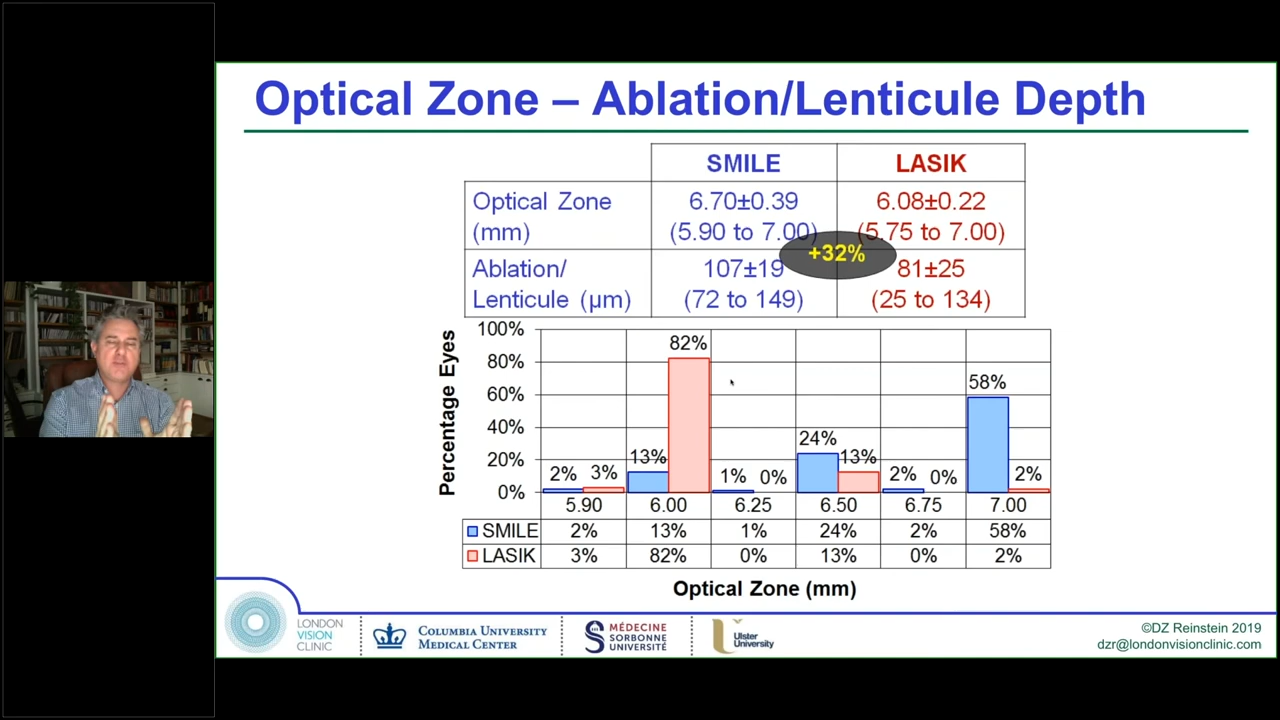 Optical Zone – Ablation/Lenticule Depth
SMILE LASIK
Optical Zone (mm) 6.70±0.39 (5.90 to 7.00) 6.08±0.22 (5.75 to 7.00)
+32%
Ablation/ Lenticule (µm) 107±19 (72 to 149) 81±25 (25 to 134)
Percentage Eyes
100%
80%
60%
40%
20%
0%
2% 3% 13% 82% 1% 0% 24% 13% 2% 0% 58% 2%
5.90 6.00 6.25 6.50 6.75 7.00
SMILE 2% 13% 1% 24% 2% 58%
LASIK 3% 82% 0% 13% 0% 2%
Optical Zone (mm)
LONDON
VISION
CLINIC
COLUMBIA UNIVERSITY
MEDICAL CENTER
MÉDECINE
SORBONNE
UNIVERSITÉ
Ulster
University
©DZ Reinstein 2019
dzr@londonvisionclinic.com